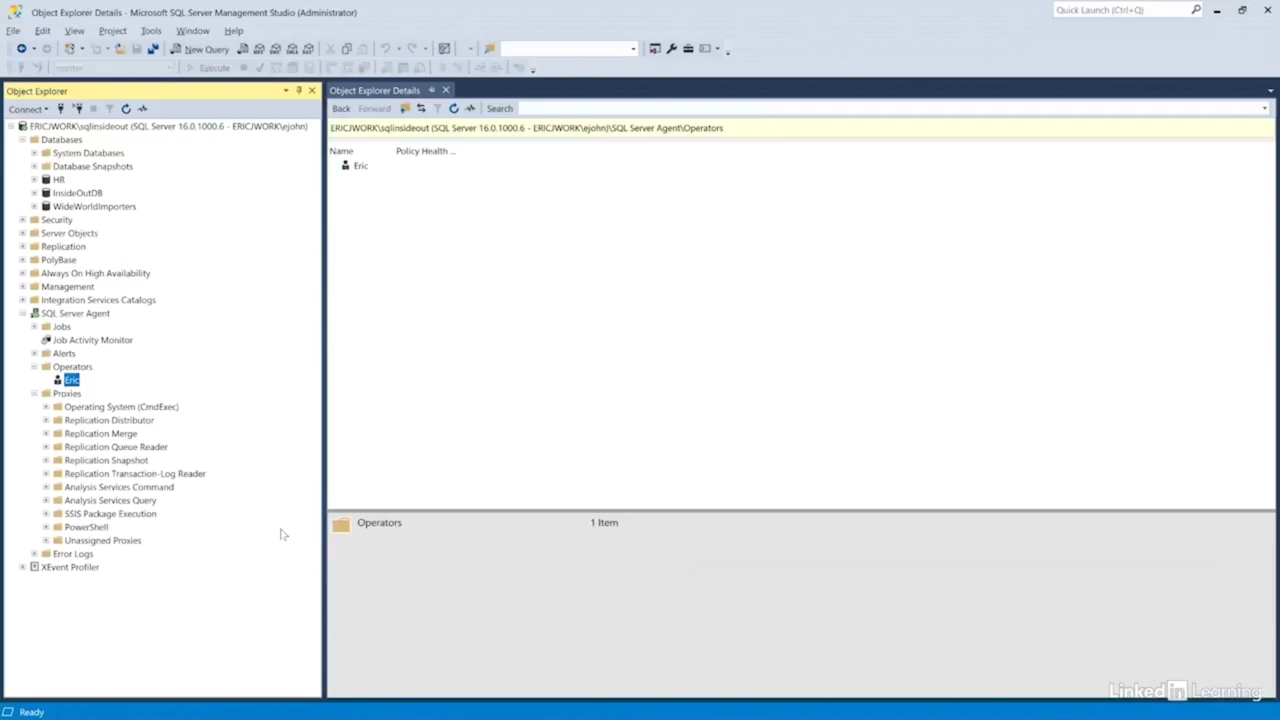 Object Explorer Details - Microsoft SQL Server Management Studio (Administrator)
Quick Launch (Ctrl+Q)
File Edit View Project Tools Window Help
New Query
master Execute
Object Explorer
Connect
ERICJWORK\sqlinsideout (SQL Server 16.0.1000.6 - ERICJWORK\ejohn)
Databases
System Databases
Database Snapshots
HR
InsideOutDB
WideWorldImporters
Security
Server Objects
Replication
PolyBase
Always On High Availability
Management
Integration Services Catalogs
SQL Server Agent
Jobs
Job Activity Monitor
Alerts
Operators
Eric
Proxies
Operating System (CmdExec)
Replication Distributor
Replication Merge
Replication Queue Reader
Replication Snapshot
Replication Transaction-Log Reader
Analysis Services Command
Analysis Services Query
SSIS Package Execution
PowerShell
Unassigned Proxies
Error Logs
XEvent Profiler
Object Explorer Details
Back Forward Search
ERICJWORK\sqlinsideout (SQL Server 16.0.1000.6 - ERICJWORK\ejohn)\SQL Server Agent\Operators
Name Policy Health ...
Eric
Operators 1 Item
LinkedIn Learning
Ready